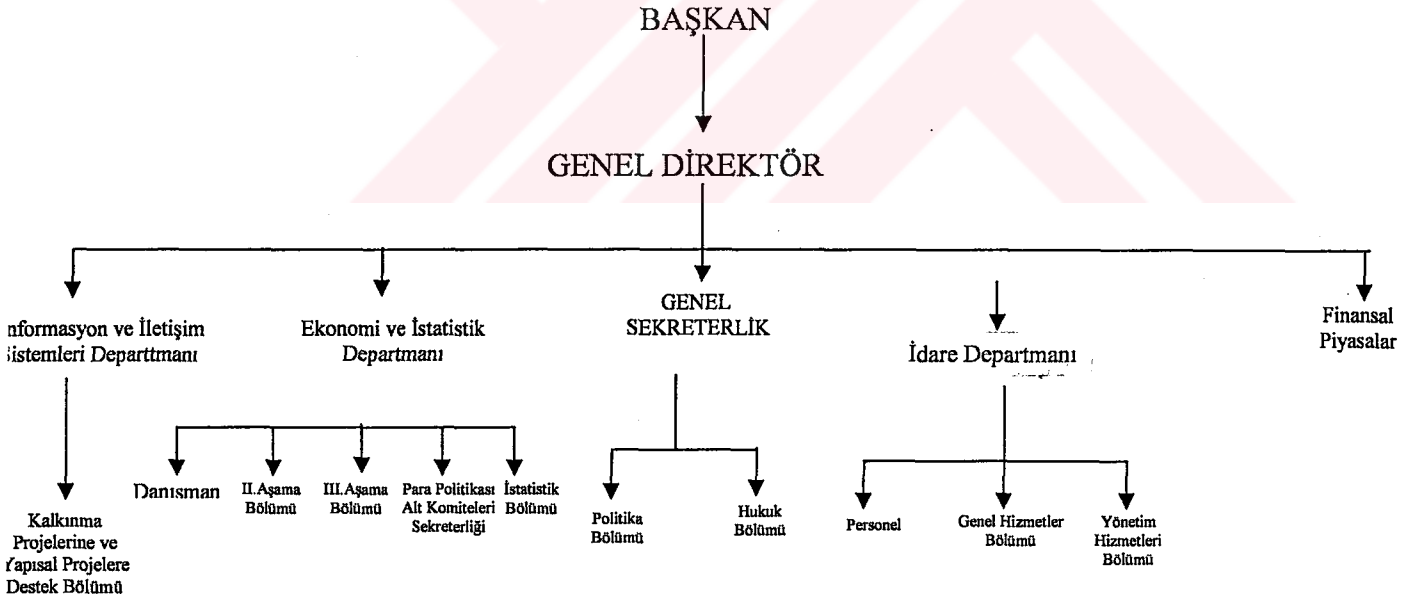 BAŞKAN
GENEL DİREKTÖR
nformasyon ve İletişim
istemleri Departtmanı
Ekonomi ve İstatistik
Departmanı
GENEL
SEKRETERLİK
İdare Departmanı
Finansal
Piyasalar
Kalkınma
Projelerine ve
Yapısal Projelere
Destek Bölümü
Danısman
II.Aşama
Bölümü
III.Aşama
Bölümü
Para Politikası
Alt Komiteleri
Sekreterliği
İstatistik
Bölümü
Politika
Bölümü
Hukuk
Bölümü
Personel
Genel Hizmetler
Bölümü
Yönetim
Hizmetleri
Bölümü